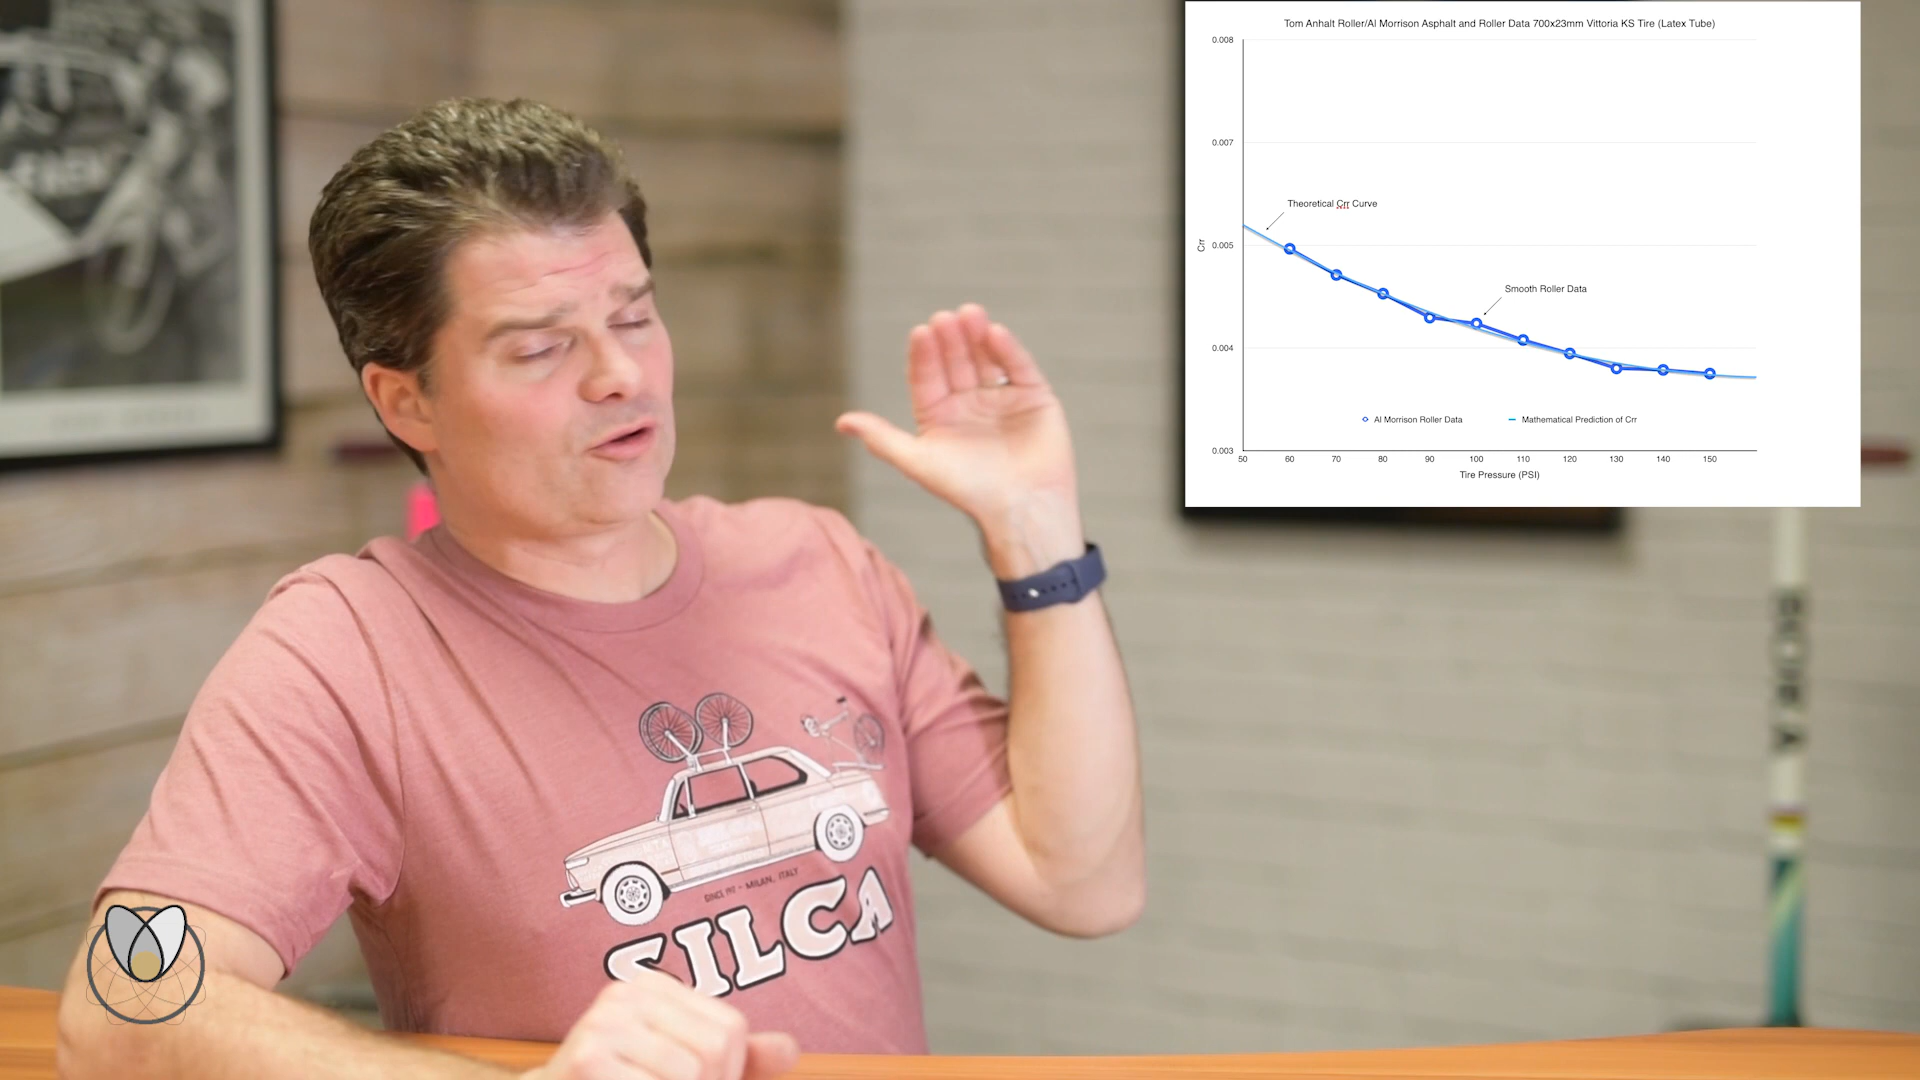 Tom Anhalt Roller/Al Morrison Asphalt and Roller Data 700x23mm Vittoria KS Tire (Latex Tube)
0.008
0.007
Theoretical Crr Curve
Crr
0.005
Smooth Roller Data
0.004
Al Morrison Roller Data
Mathematical Prediction of Crr
0.003
50 60 70 80 90 100 110 120 130 140 150
Tire Pressure (PSI)
MILAN, ITALY
SILCA